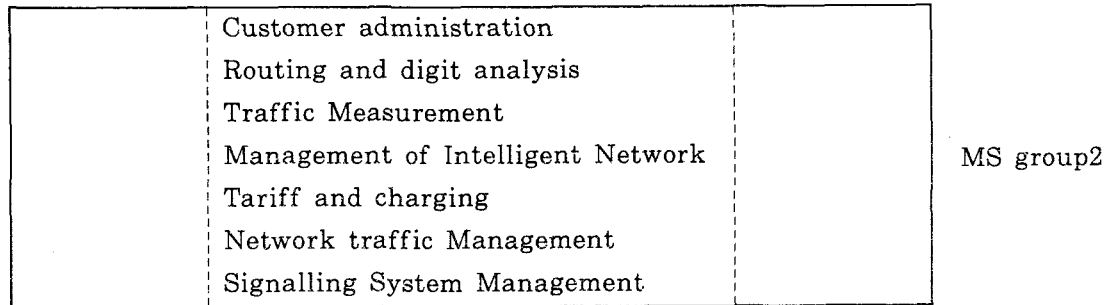 Customer administration
Routing and digit analysis
Traffic Measurement
Management of Intelligent Network
MS group2
Tariff and charging
Network traffic Management
Signalling System Management